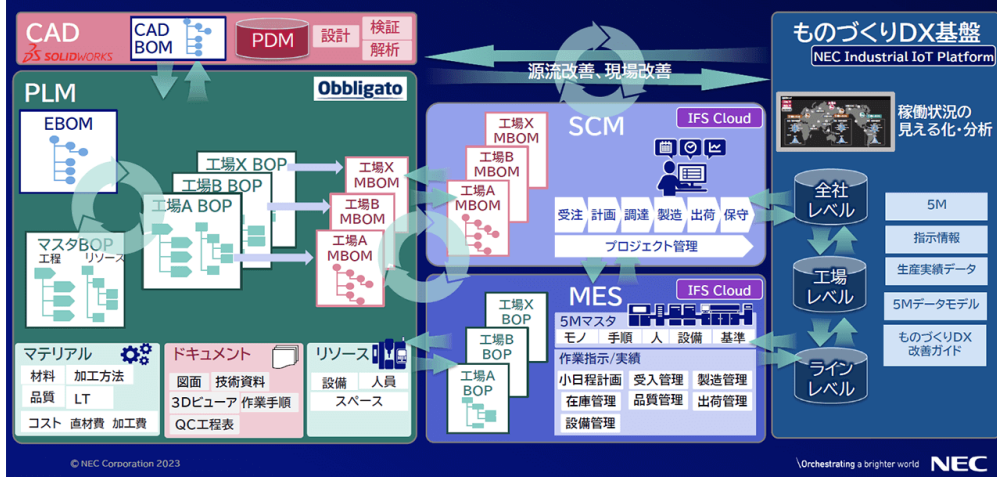 CAD
SOLIDWORKS
CAD
BOM
PDM
設計
検証
解析
源流改善、現場改善
ものづくりDX基盤
NEC Industrial IoT Platform
稼働状況の
見える化・分析
全社
レベル
工場
レベル
ライン
レベル
5M
指示情報
生産実績データ
5Mデータモデル
ものづくりDX
改善ガイド
PLM
Obbligato
EBOM
マスタBOP
工程
リソース
工場X BOP
工場B BOP
工場A BOP
工場X
MBOM
工場B
MBOM
工場A
MBOM
マテリアル
材料
加工方法
品質
LT
コスト 直材費 加工費
ドキュメント
図面
技術資料
3Dビューア
作業手順
QC工程表
リソース
設備
人員
スペース
SCM
IFS Cloud
工場X
MBOM
工場B
MBOM
工場A
MBOM
受注
計画
調達
製造
出荷
保守
プロジェクト管理
MES
IFS Cloud
工場X
BOP
工場B
BOP
工場A
BOP
5Mマスタ
モノ
手順
人
設備
基準
作業指示/実績
小日程計画
受入管理
製造管理
在庫管理
品質管理
出荷管理
設備管理
© NEC Corporation 2023
\Orchestrating a brighter world
NEC